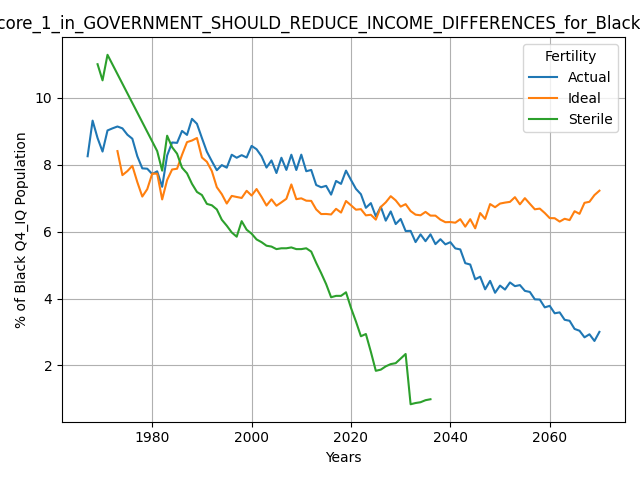 core_1_in_GOVERNMENT_SHOULD_REDUCE_INCOME_DIFFERENCES_for_Black
Fertility
Actual
Ideal
Sterile
% of Black Q4_IQ Population
10
8
6
4
2
1980 2000 2020 2040 2060
Years